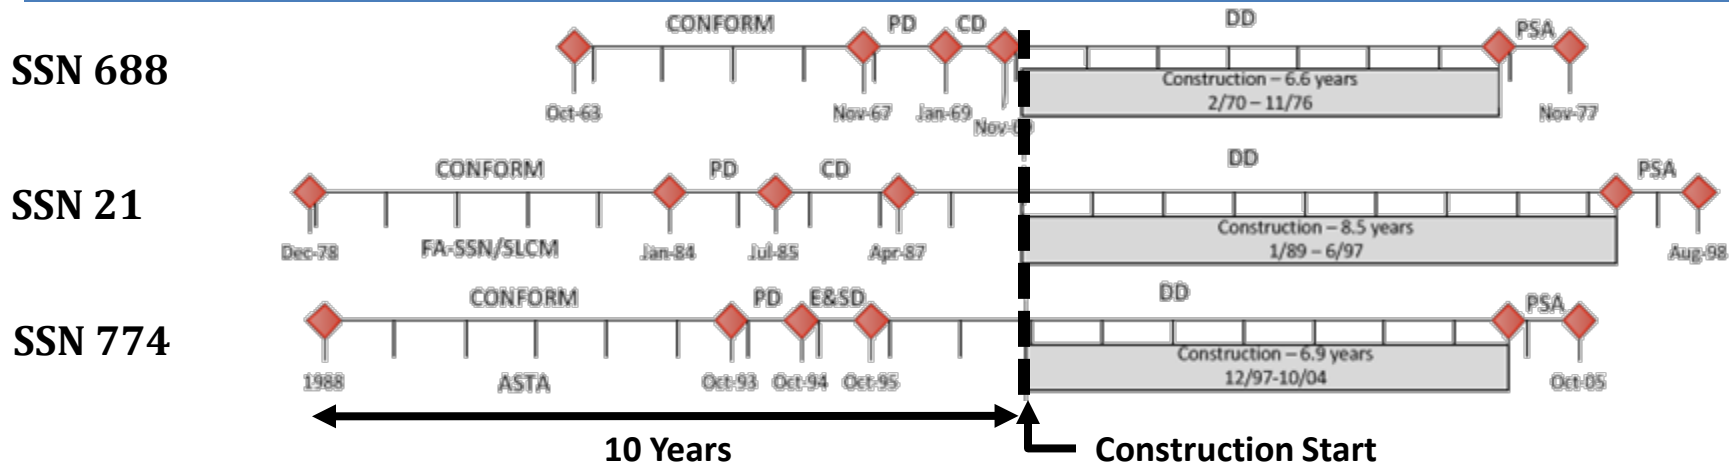 CONFORM PD CD DD PSA
SSN 688
Construction – 6.6 years
2/70 – 11/76
Oct-63 Nov-67 Jan-69 Nov-77
CONFORM PD CD DD PSA
SSN 21
Construction – 8.5 years
1/89 – 6/97
Dec-78 FA-SSN/SLCM Jan-84 Jul-85 Apr-87 Aug-98
CONFORM PD E&SD DD PSA
SSN 774
Construction – 6.9 years
12/97-10/04
1988 ASTA Oct-93 Oct-94 Oct-95 Oct-05
10 Years
Construction Start